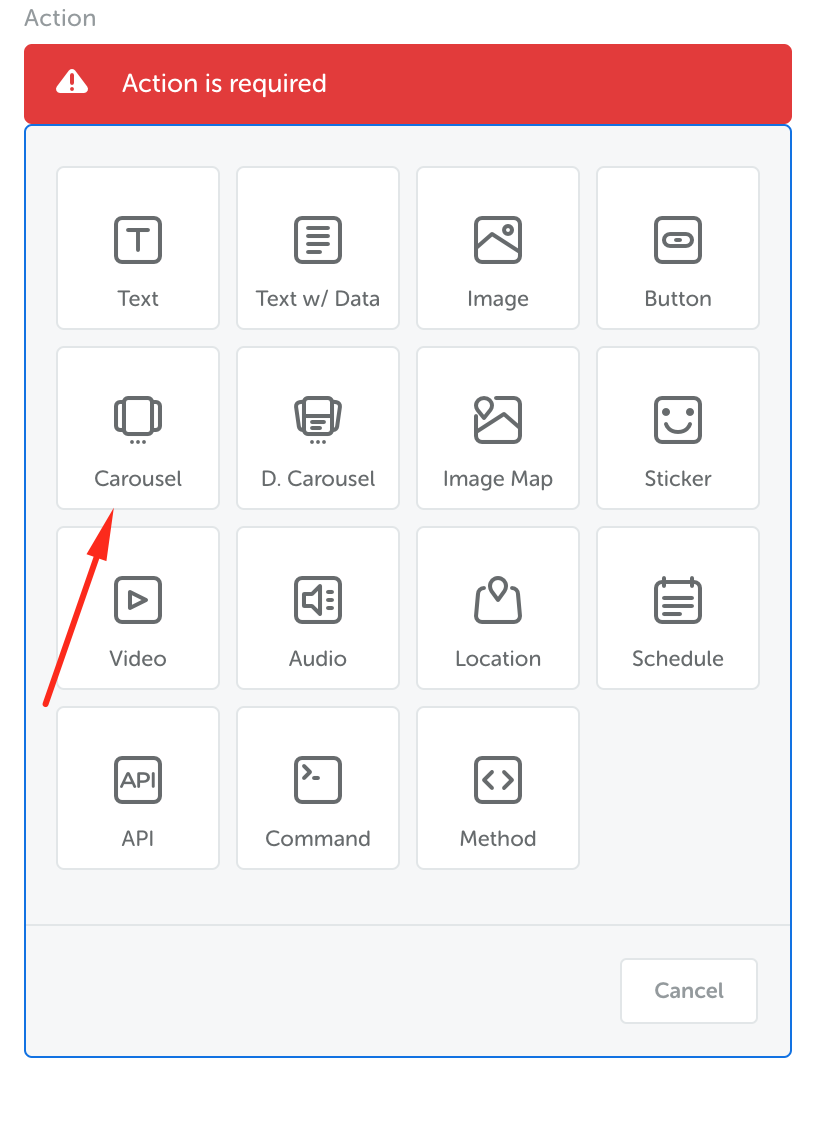 Action
Action is required
Text
Text w/ Data
Image
Button
Carousel
D. Carousel
Image Map
Sticker
Video
Audio
Location
Schedule
API
API
Command
Method
Cancel